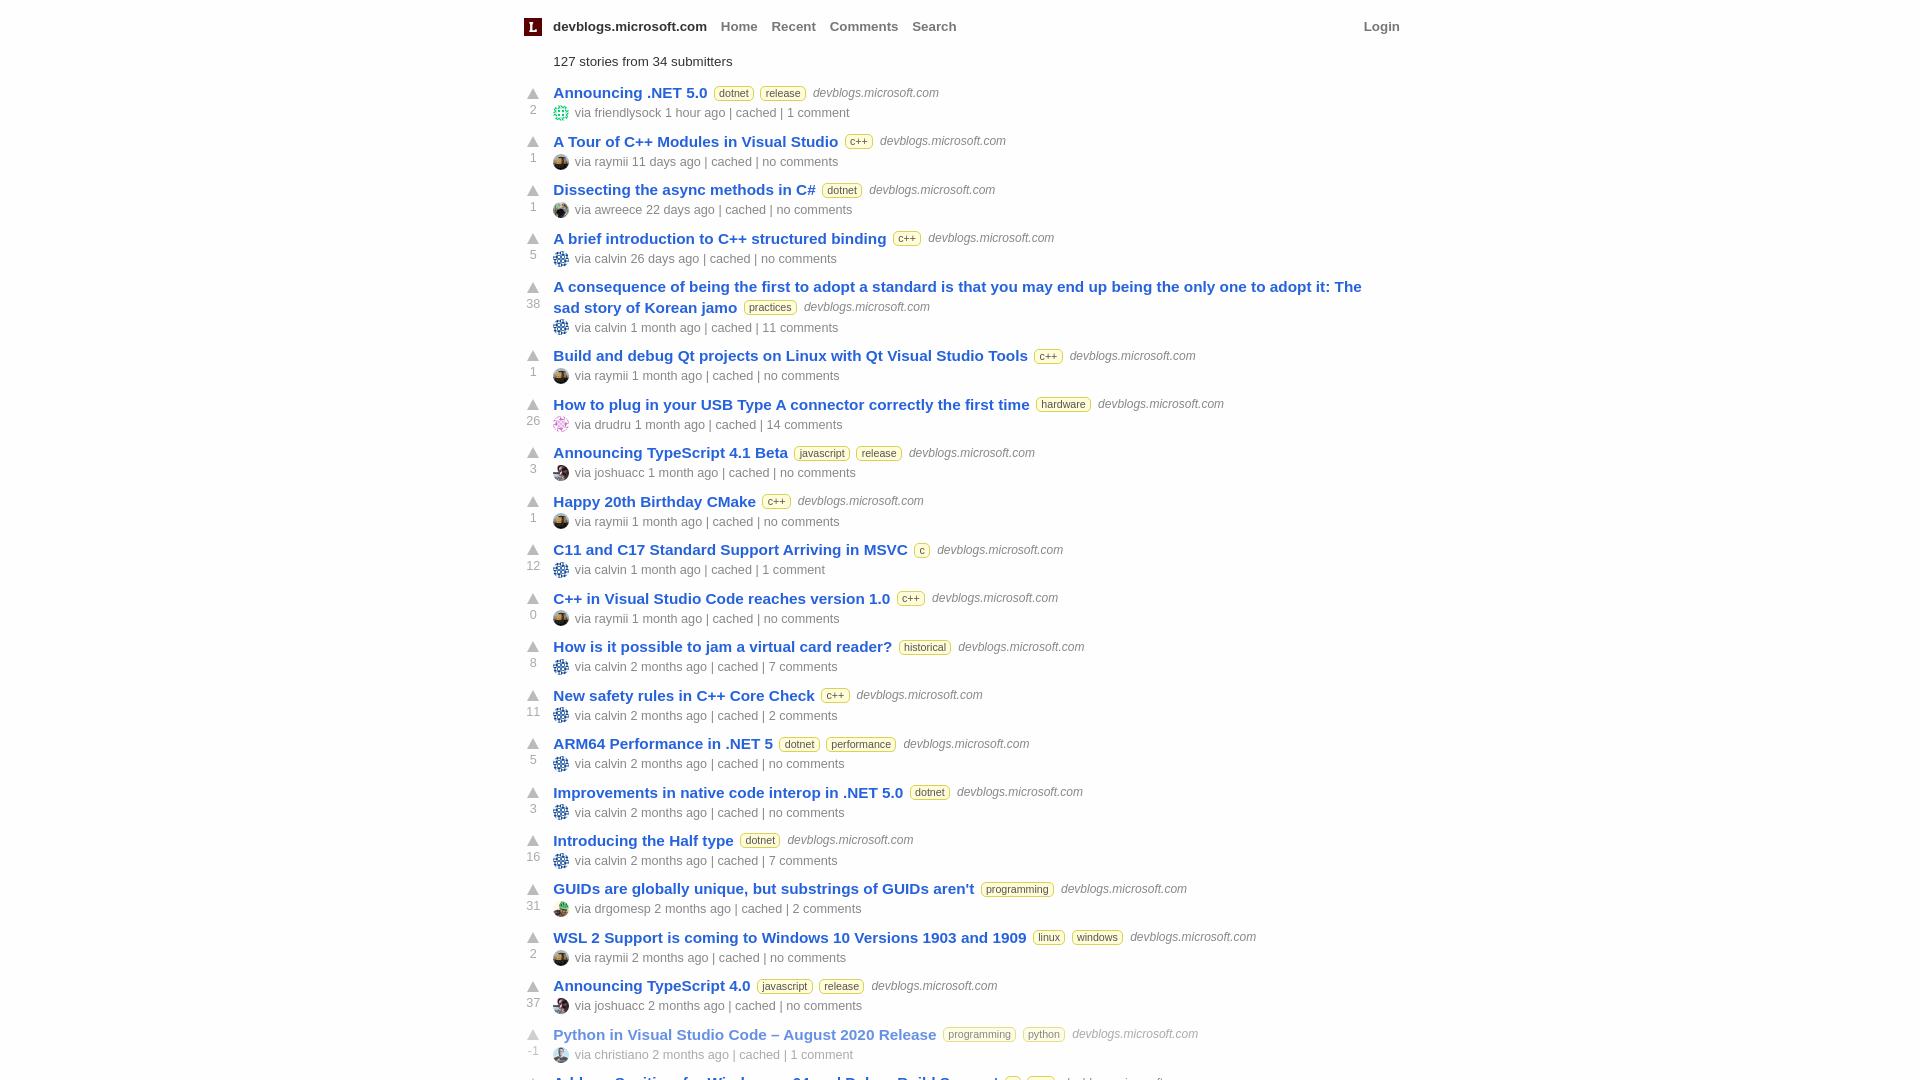 L devblogs.microsoft.com Home Recent Comments Search Login
127 stories from 34 submitters
Announcing .NET 5.0 dotnet release devblogs.microsoft.com
2 via friendlysock 1 hour ago | cached | 1 comment
A Tour of C++ Modules in Visual Studio c++ devblogs.microsoft.com
1 via raymii 11 days ago | cached | no comments
Dissecting the async methods in C# dotnet devblogs.microsoft.com
1 via awreece 22 days ago | cached | no comments
A brief introduction to C++ structured binding c++ devblogs.microsoft.com
5 via calvin 26 days ago | cached | no comments
A consequence of being the first to adopt a standard is that you may end up being the only one to adopt it: The
38 sad story of Korean jamo practices devblogs.microsoft.com
via calvin 1 month ago | cached | 11 comments
Build and debug Qt projects on Linux with Qt Visual Studio Tools c++ devblogs.microsoft.com
1 via raymii 1 month ago | cached | no comments
How to plug in your USB Type A connector correctly the first time hardware devblogs.microsoft.com
26 via drudru 1 month ago | cached | 14 comments
Announcing TypeScript 4.1 Beta javascript release devblogs.microsoft.com
3 via joshuacc 1 month ago | cached | no comments
Happy 20th Birthday CMake c++ devblogs.microsoft.com
1 via raymii 1 month ago | cached | no comments
C11 and C17 Standard Support Arriving in MSVC c devblogs.microsoft.com
12 via calvin 1 month ago | cached | 1 comment
C++ in Visual Studio Code reaches version 1.0 c++ devblogs.microsoft.com
0 via raymii 1 month ago | cached | no comments
How is it possible to jam a virtual card reader? historical devblogs.microsoft.com
8 via calvin 2 months ago | cached | 7 comments
New safety rules in C++ Core Check c++ devblogs.microsoft.com
11 via calvin 2 months ago | cached | 2 comments
ARM64 Performance in .NET 5 dotnet performance devblogs.microsoft.com
5 via calvin 2 months ago | cached | no comments
Improvements in native code interop in .NET 5.0 dotnet devblogs.microsoft.com
3 via calvin 2 months ago | cached | no comments
Introducing the Half type dotnet devblogs.microsoft.com
16 via calvin 2 months ago | cached | 7 comments
GUIDs are globally unique, but substrings of GUIDs aren't programming devblogs.microsoft.com
31 via drgomesp 2 months ago | cached | 2 comments
WSL 2 Support is coming to Windows 10 Versions 1903 and 1909 linux windows devblogs.microsoft.com
2 via raymii 2 months ago | cached | no comments
Announcing TypeScript 4.0 javascript release devblogs.microsoft.com
37 via joshuacc 2 months ago | cached | no comments
Python in Visual Studio Code – August 2020 Release programming python devblogs.microsoft.com
-1 via christiano 2 months ago | cached | 1 comment